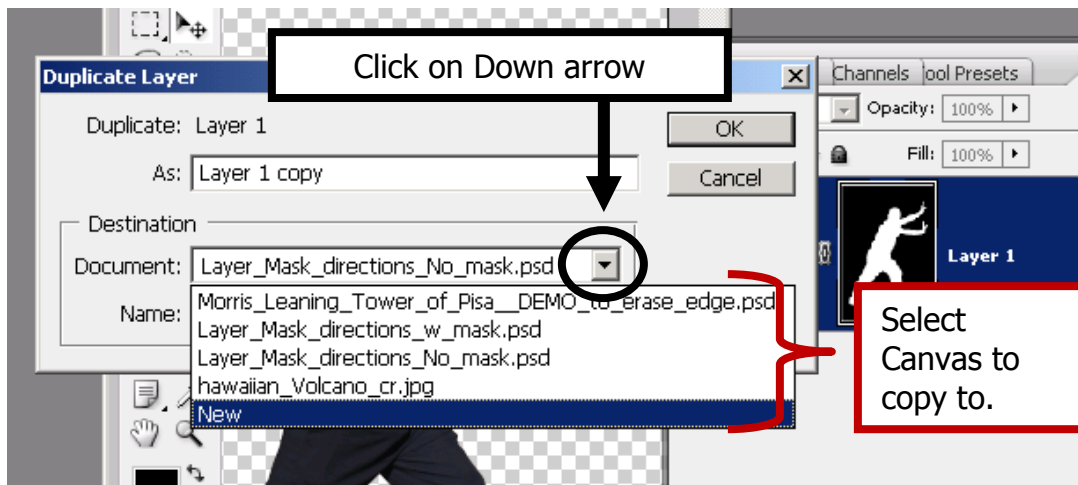 Click on Down arrow
Duplicate Layer
Channels ool Presets
Duplicate: Layer 1
OK
Opacity: 100%
As: Layer 1 copy
Cancel
Fill: 100%
Destination
Document: Layer_Mask_directions_No_mask.psd
Layer 1
Name:
Morris_Leaning_Tower_of_Pisa__DEMO_to_erase_edge.psd
Layer_Mask_directions_w_mask.psd
Layer_Mask_directions_No_mask.psd
hawaiian_Volcano_cr.jpg
New
Select
Canvas to
copy to.